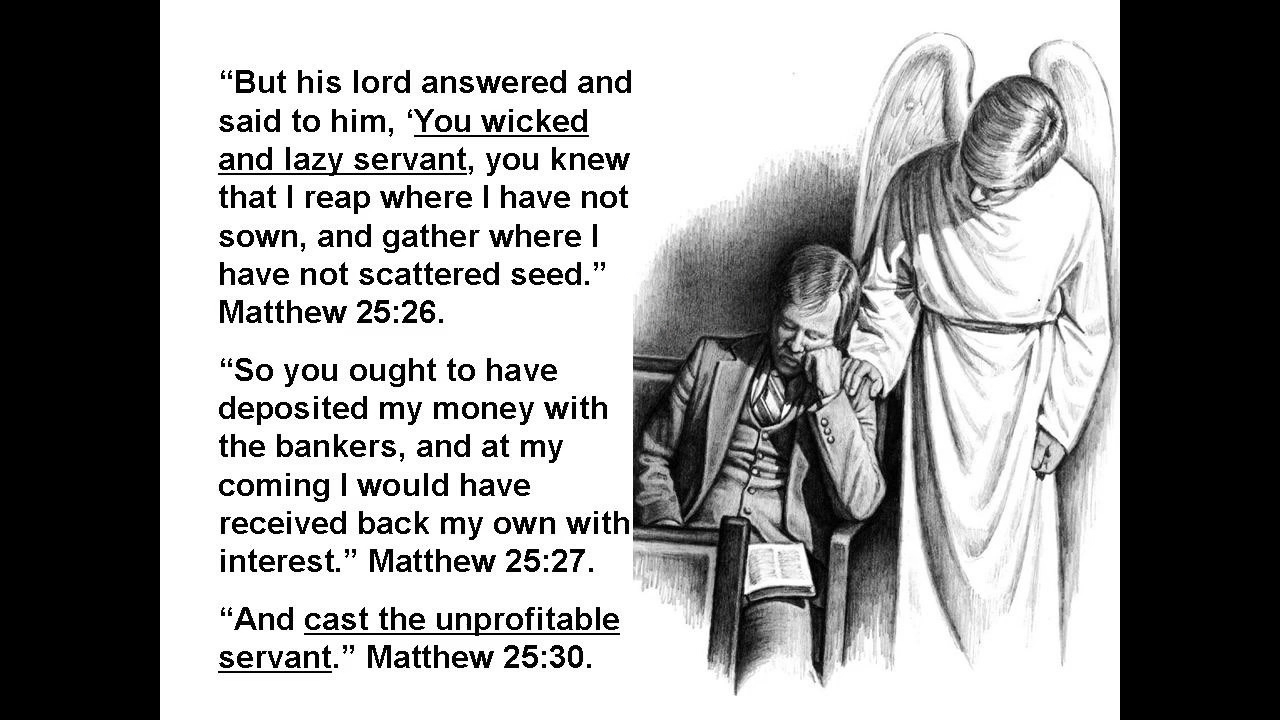 “But his lord answered and
said to him, ‘You wicked
and lazy servant, you knew
that I reap where I have not
sown, and gather where I
have not scattered seed.”
Matthew 25:26.
“So you ought to have
deposited my money with
the bankers, and at my
coming I would have
received back my own with
interest.” Matthew 25:27.
“And cast the unprofitable
servant.” Matthew 25:30.